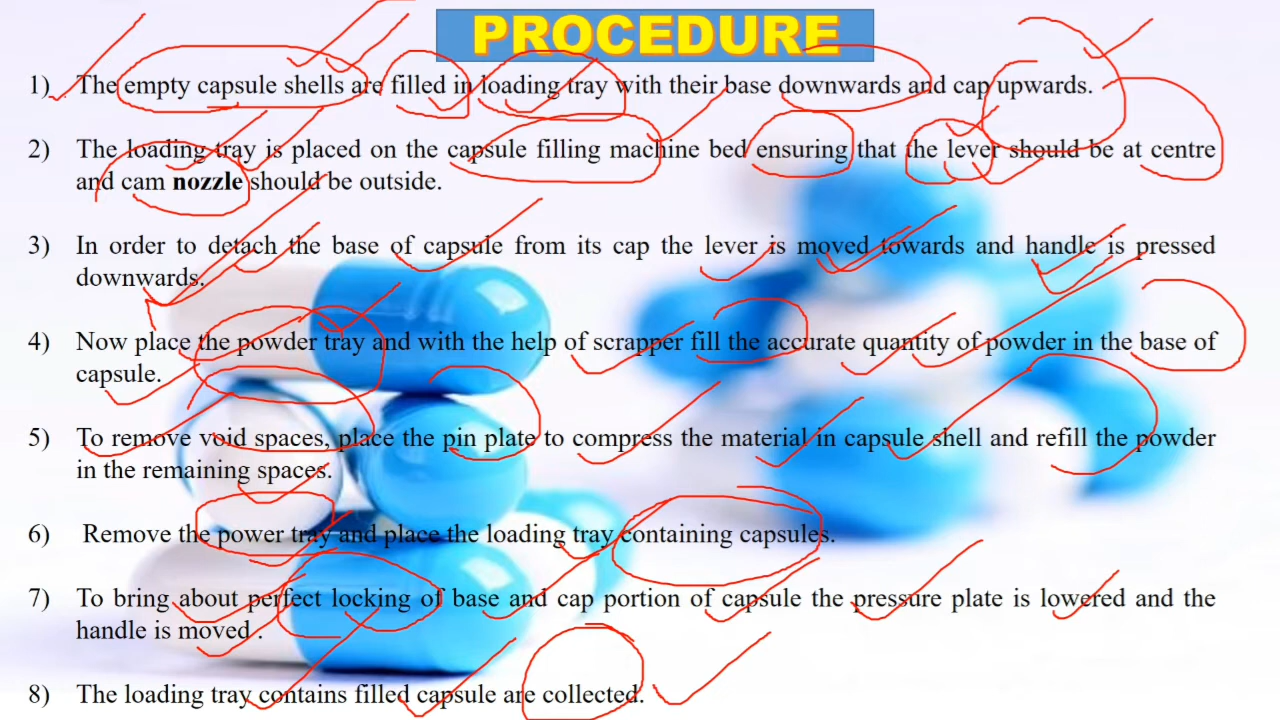 PROCEDURE
1) The empty capsule shells are filled in loading tray with their base downwards and cap upwards.
2) The loading tray is placed on the capsule filling machine bed ensuring that the lever should be at centre
and cam nozzle should be outside.
3) In order to detach the base of capsule from its cap the lever is moved towards and handle is pressed
downwards.
4) Now place the powder tray and with the help of scrapper fill the accurate quantity of powder in the base of
capsule.
5) To remove void spaces, place the pin plate to compress the material in capsule shell and refill the powder
in the remaining spaces.
6) Remove the power tray and place the loading tray containing capsules.
7) To bring about perfect locking of base and cap portion of capsule the pressure plate is lowered and the
handle is moved .
8) The loading tray contains filled capsule are collected.